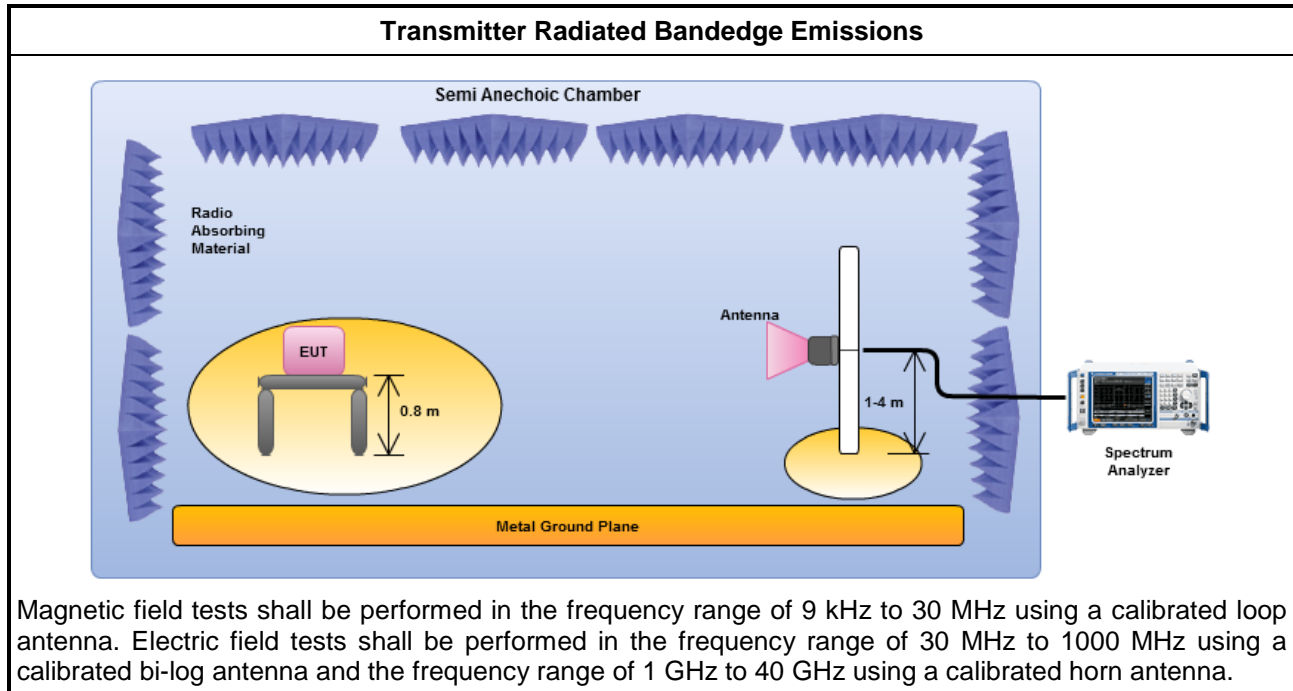 Transmitter Radiated Bandedge Emissions
Semi Anechoic Chamber
Radio
Absorbing
Material
Antenna
EUT
0.8 m
1-4 m
Spectrum
Analyzer
Metal Ground Plane
Magnetic field tests shall be performed in the frequency range of 9 kHz to 30 MHz using a calibrated loop
antenna. Electric field tests shall be performed in the frequency range of 30 MHz to 1000 MHz using a
calibrated bi-log antenna and the frequency range of 1 GHz to 40 GHz using a calibrated horn antenna.